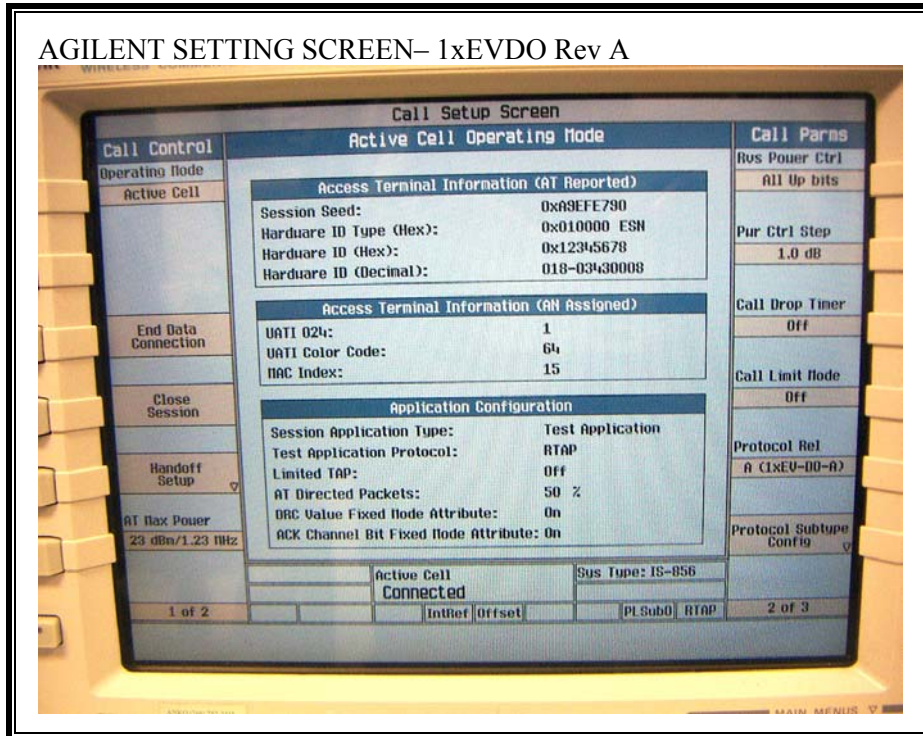 AGILENT SETTING SCREEN– 1xEVDO Rev A
WIRELESS
Call Setup Screen
Call Control
Active Cell Operating Mode
Call Parms
Operating Mode
Active Cell
Rvs Power Ctrl
All Up bits
Access Terminal Information (AT Reported)
Session Seed: 0xA9EFE790
Hardware ID Type (Hex): 0x010000 ESN
Hardware ID (Hex): 0x12345678
Hardware ID (Decimal): 018-03430008
Pwr Ctrl Step
1.0 dB
Access Terminal Information (AN Assigned)
UATI 024: 1
UATI Color Code: 64
MAC Index: 15
Call Drop Timer
Off
End Data
Connection
Call Limit Mode
Off
Close
Session
Application Configuration
Session Application Type: Test Application
Test Application Protocol: RTAP
Limited TAP: Off
AT Directed Packets: 50 %
DRC Value Fixed Mode Attribute: On
ACK Channel Bit Fixed Mode Attribute: On
Protocol Rel
A (1xEV-DO-A)
Handoff
Setup
AT Max Power
23 dBm/1.23 MHz
Protocol Subtype
Config
Active Cell
Connected
Sys Type: IS-856
1 of 2
IntRef Offset
PLSub0 RTAP
2 of 3
MAIN MENUS